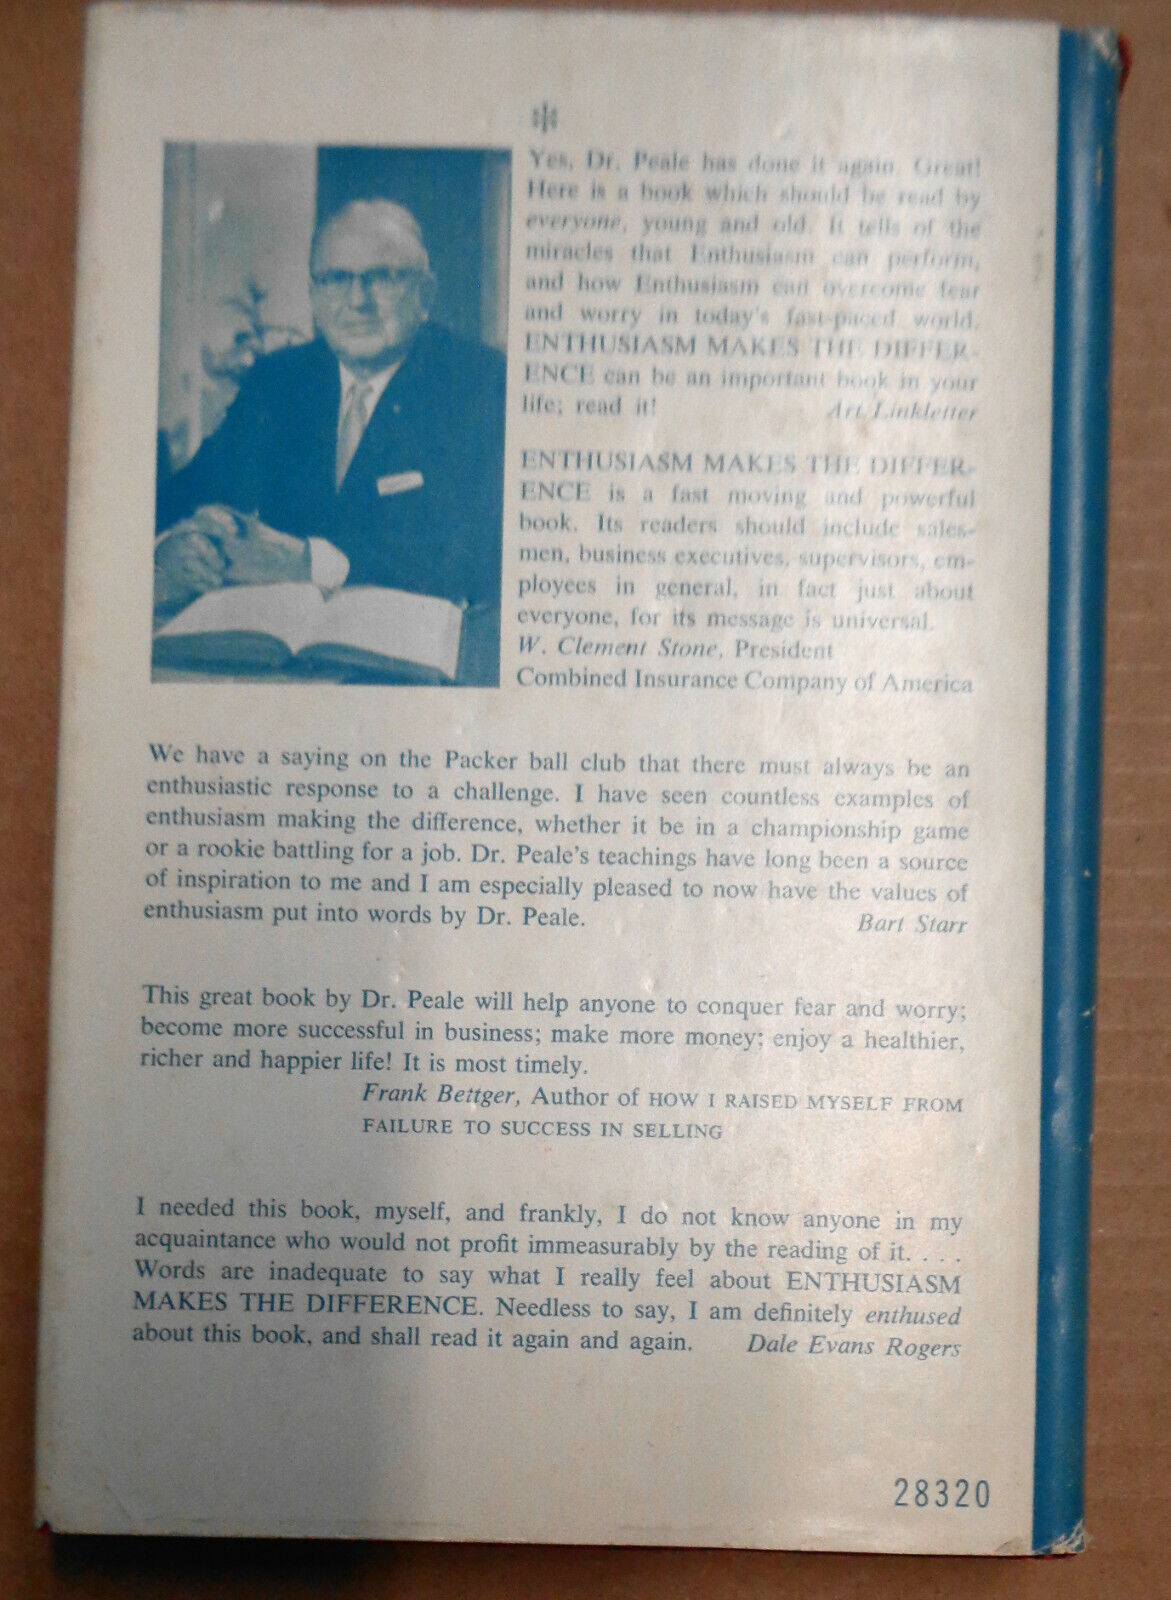 Yes, Dr. Peale has done it again. Great!
Here is a book which should be read by
everyone, young and old. It tells of the
miracles that Enthusiasm can perform,
and how Enthusiasm can overcome fear
and worry in today's fast-paced world.
ENTHUSIASM MAKES THE DIFFER-
ENCE can be an important book in your
life; read it! Art Linkletter
ENTHUSIASM MAKES THE DIFFER-
ENCE is a fast moving and powerful
book. Its readers should include sales-
men, business executives, supervisors, em-
ployees in general, in fact just about
everyone, for its message is universal.
W. Clement Stone, President
Combined Insurance Company of America
We have a saying on the Packer ball club that there must always be an
enthusiastic response to a challenge. I have seen countless examples of
enthusiasm making the difference, whether it be in a championship game
or a rookie battling for a job. Dr. Peale's teachings have long been a source
of inspiration to me and I am especially pleased to now have the values of
enthusiasm put into words by Dr. Peale. Bart Starr
This great book by Dr. Peale will help anyone to conquer fear and worry;
become more successful in business; make more money; enjoy a healthier,
richer and happier life! It is most timely.
Frank Bettger, Author of HOW I RAISED MYSELF FROM
FAILURE TO SUCCESS IN SELLING
I needed this book, myself, and frankly, I do not know anyone in my
acquaintance who would not profit immeasurably by the reading of it. . . .
Words are inadequate to say what I really feel about ENTHUSIASM
MAKES THE DIFFERENCE. Needless to say, I am definitely enthused
about this book, and shall read it again and again. Dale Evans Rogers
28320